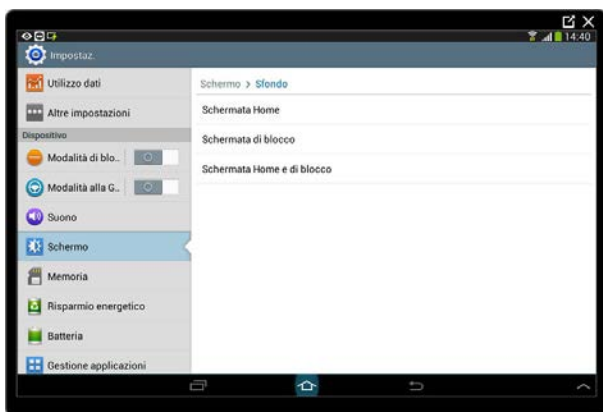 14:40
Impostaz.
Utilizzo dati
Altre impostazioni
Dispositivo
Modalità di blo..
Modalità alla G..
Suono
Schermo
Memoria
Risparmio energetico
Batteria
Gestione applicazioni
Schermo > Sfondo
Schermata Home
Schermata di blocco
Schermata Home e di blocco